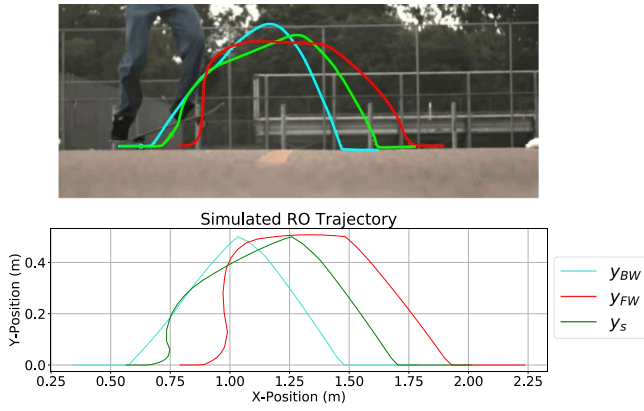 Simulated RO Trajectory
Y-Position (m)
0.4
0.2
0.0
0.25 0.50 0.75 1.00 1.25 1.50 1.75 2.00 2.25
X-Position (m)
y_BW
y_FW
y_s